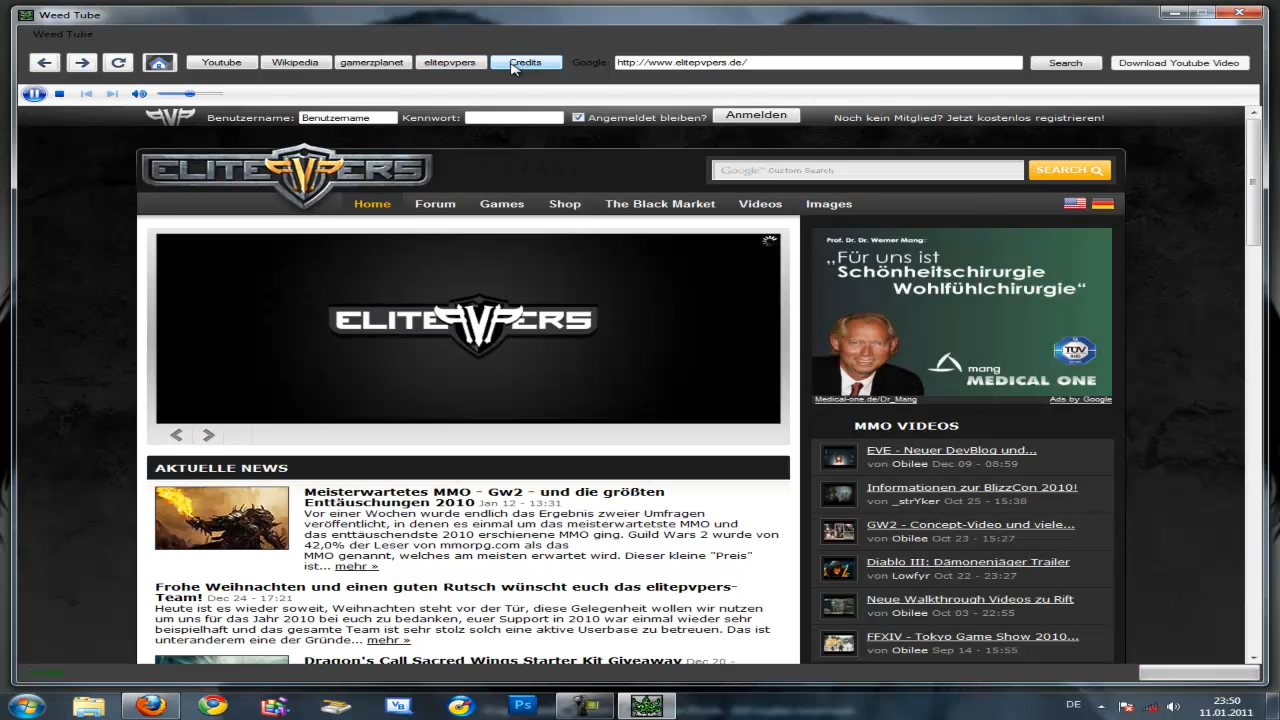 Weed Tube
Weed Tube
Youtube
Wikipedia
gamerzplanet
elitepvpers
Credits
Google:
http://www.elitepvpers.de/
Search
Download Youtube Video
Benutzername:
Benutzername
Kennwort:
Angemeldet bleiben?
Anmelden
Noch kein Mitglied? Jetzt kostenlos registrieren!
ELITEPVPERS
Google™ Custom Search
SEARCH
Home
Forum
Games
Shop
The Black Market
Videos
Images
ELITEPVPERS
Prof. Dr. Dr. Werner Mang:
„Für uns ist
Schönheitschirurgie
Wohlfühlchirurgie“
TÜV
mang
MEDICAL ONE
Medical-one.de/Dr_Mang
Ads by Google
AKTUELLE NEWS
Meisterwartetes MMO - Gw2 - und die größten
Enttäuschungen 2010 Jan 12 - 13:31
Vor einer Wochen wurde endlich das Ergebnis zweier Umfragen
veröffentlicht, in denen es einmal um das meisterwartetste MMO und
das enttäuschendste 2010 erschienene MMO ging. Guild Wars 2 wurde von
42,0% der Leser von mmorpg.com als das
MMO genannt, welches am meisten erwartet wird. Dieser kleine "Preis"
ist... mehr »
Frohe Weihnachten und einen guten Rutsch wünscht euch das elitepvpers-
Team! Dec 24 - 17:21
Heute ist es wieder soweit, Weihnachten steht vor der Tür, diese Gelegenheit wollen wir nutzen
um uns für das Jahr 2010 bei euch zu bedanken, euer Support in 2010 war einmal wieder sehr
beispielhaft und das gesamte Team ist sehr stolz solch eine aktive Userbase zu betreuen. Das ist
unteranderem eine der Gründe... mehr »
Dragon's Call Sacred Wings Starter Kit Giveaway Dec 20 -
MMO VIDEOS
EVE - Neuer DevBlog und...
von Obilee Dec 09 - 08:59
Informationen zur BlizzCon 2010!
von _strYker Oct 25 - 15:38
GW2 - Concept-Video und viele...
von Obilee Oct 23 - 15:27
Diablo III: Dämonenjäger Trailer
von Lowfyr Oct 22 - 23:27
Neue Walkthrough Videos zu Rift
von Obilee Oct 03 - 22:55
FFXIV - Tokyo Game Show 2010...
von Obilee Sep 14 - 15:55
VB
Ps
DE
23:50
11.01.2011